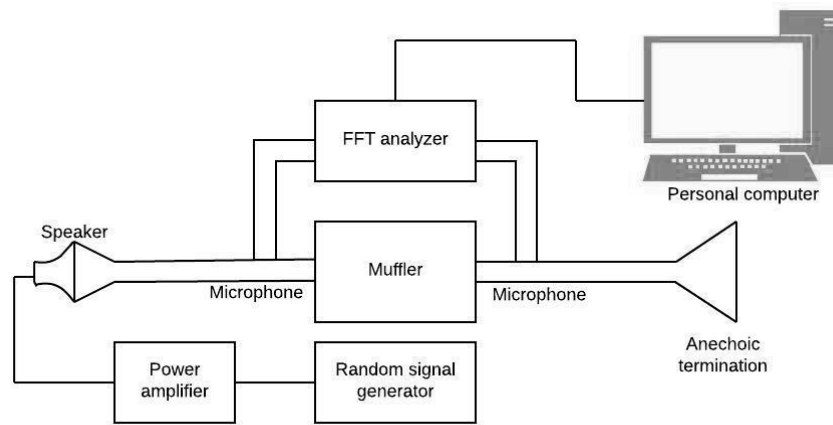 FFT analyzer
Personal computer
Speaker
Muffler
Microphone
Microphone
Anechoic
termination
Power
amplifier
Random signal
generator